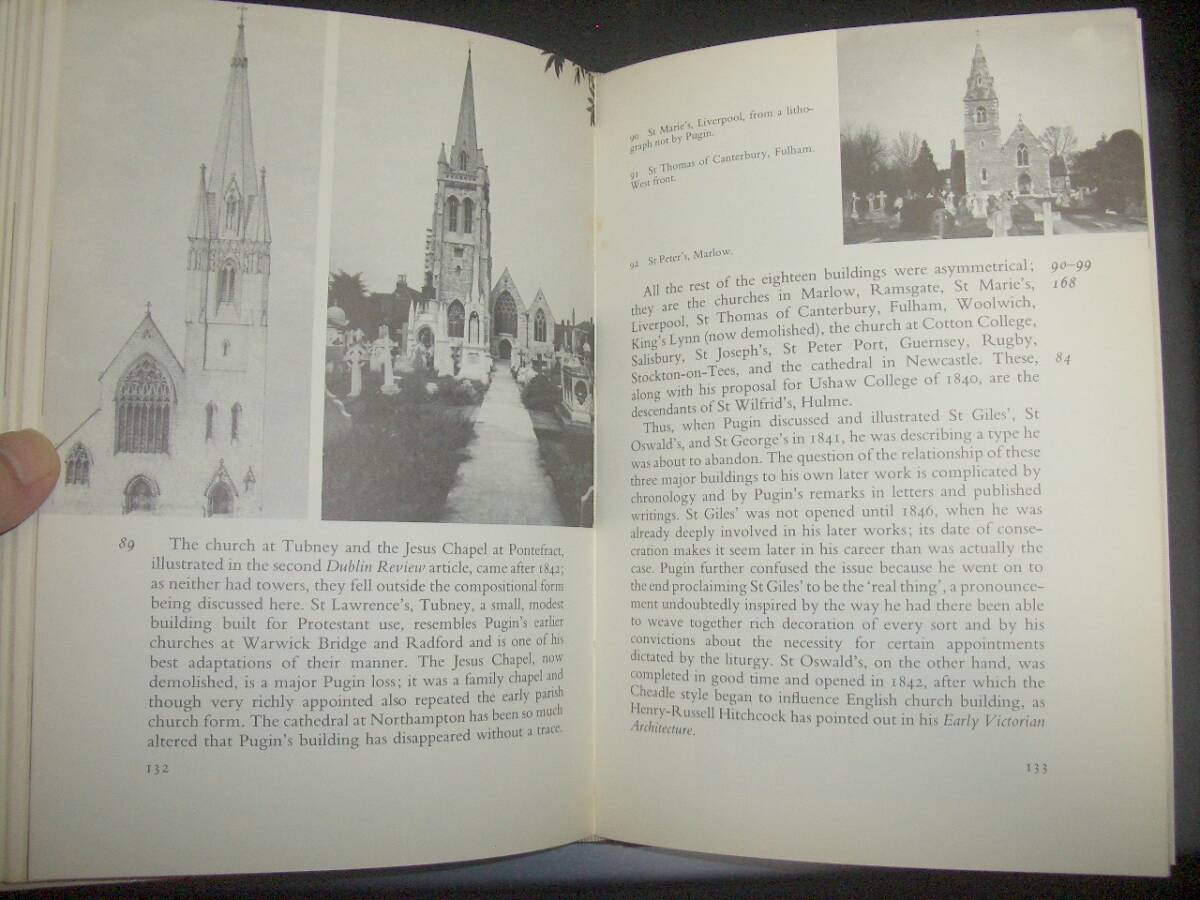 89 The church at Tubney and the Jesus Chapel at Pontefract,
illustrated in the second Dublin Review article, came after 1842;
as neither had towers, they fell outside the compositional form
being discussed here. St Lawrence's, Tubney, a small, modest
building built for Protestant use, resembles Pugin's earlier
churches at Warwick Bridge and Radford and is one of his
best adaptations of their manner. The Jesus Chapel, now
demolished, is a major Pugin loss; it was a family chapel and
though very richly appointed also repeated the early parish
church form. The cathedral at Northampton has been so much
altered that Pugin's building has disappeared without a trace.
132
90 St Marie's, Liverpool, from a litho-
graph not by Pugin.
91 St Thomas of Canterbury, Fulham.
West front.
92 St Peter's, Marlow.
All the rest of the eighteen buildings were asymmetrical; 90–99
they are the churches in Marlow, Ramsgate, St Marie's, 168
Liverpool, St Thomas of Canterbury, Fulham, Woolwich,
King's Lynn (now demolished), the church at Cotton College,
Salisbury, St Joseph's, St Peter Port, Guernsey, Rugby,
Stockton-on-Tees, and the cathedral in Newcastle. These, 84
along with his proposal for Ushaw College of 1840, are the
descendants of St Wilfrid's, Hulme.
Thus, when Pugin discussed and illustrated St Giles', St
Oswald's, and St George's in 1841, he was describing a type he
was about to abandon. The question of the relationship of these
three major buildings to his own later work is complicated by
chronology and by Pugin's remarks in letters and published
writings. St Giles' was not opened until 1846, when he was
already deeply involved in his later works; its date of conse-
cration makes it seem later in his career than was actually the
case. Pugin further confused the issue because he went on to
the end proclaiming St Giles' to be the 'real thing', a pronounce-
ment undoubtedly inspired by the way he had there been able
to weave together rich decoration of every sort and by his
convictions about the necessity for certain appointments
dictated by the liturgy. St Oswald's, on the other hand, was
completed in good time and opened in 1842, after which the
Cheadle style began to influence English church building, as
Henry-Russell Hitchcock has pointed out in his Early Victorian
Architecture.
133